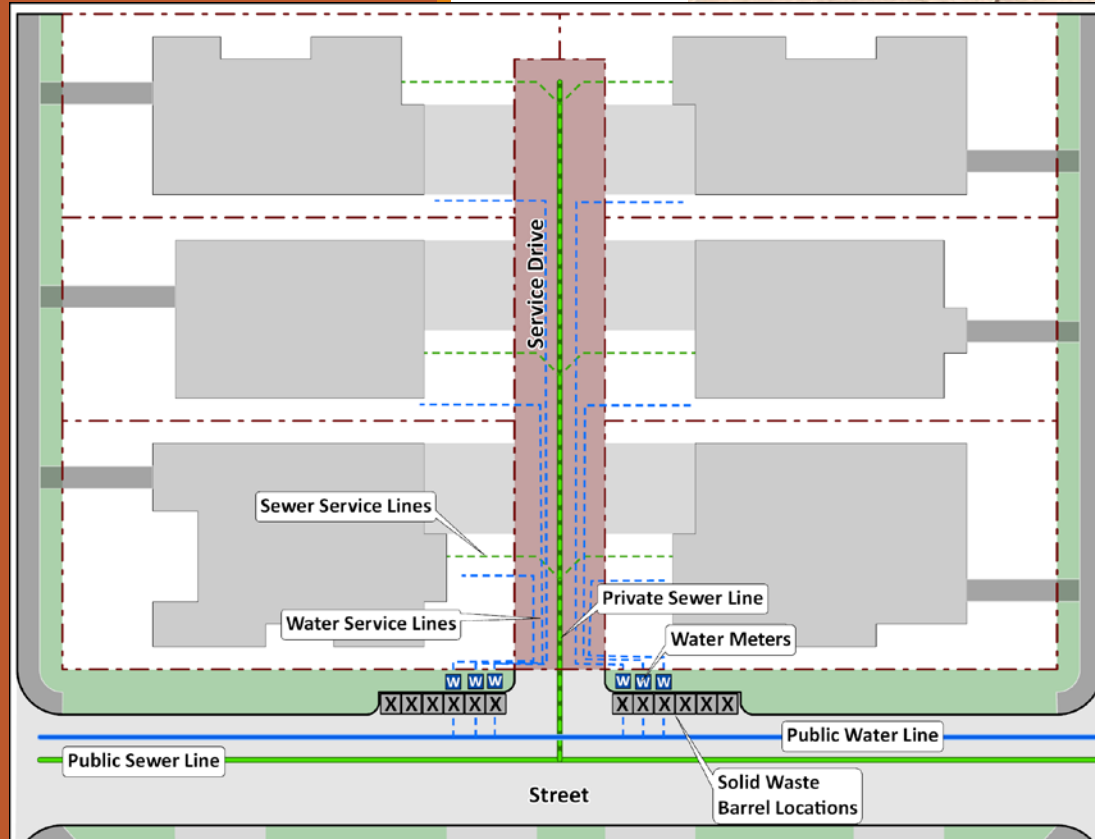 Service Drive
Sewer Service Lines
Private Sewer Line
Water Service Lines
Water Meters
W W W W W W
X X X X X X X X X X X X
Public Water Line
Public Sewer Line
Solid Waste
Barrel Locations
Street